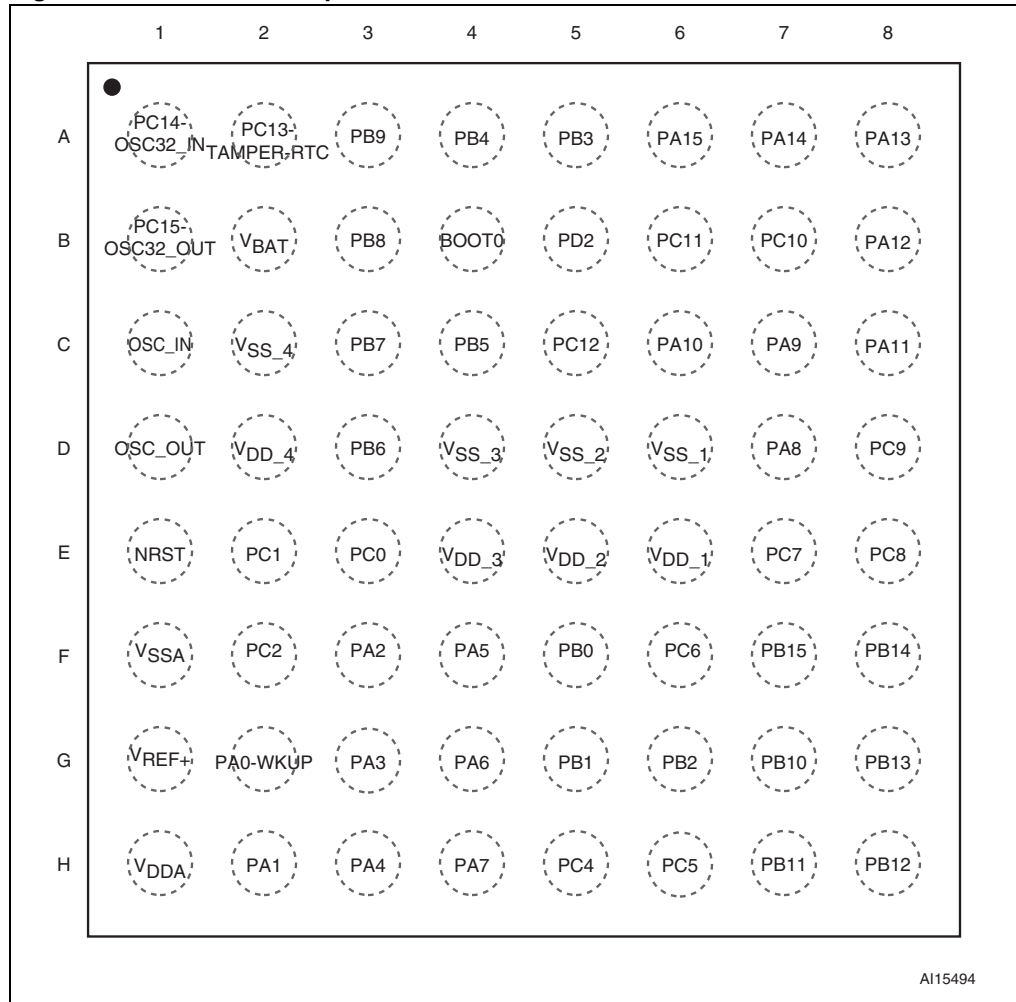 1 2 3 4 5 6 7 8
A PC14-OSC32_IN PC13-TAMPER-RTC PB9 PB4 PB3 PA15 PA14 PA13
B PC15-OSC32_OUT VBAT PB8 BOOT0 PD2 PC11 PC10 PA12
C OSC_IN VSS_4 PB7 PB5 PC12 PA10 PA9 PA11
D OSC_OUT VDD_4 PB6 VSS_3 VSS_2 VSS_1 PA8 PC9
E NRST PC1 PC0 VDD_3 VDD_2 VDD_1 PC7 PC8
F VSSA PC2 PA2 PA5 PB0 PC6 PB15 PB14
G VREF+ PA0-WKUP PA3 PA6 PB1 PB2 PB10 PB13
H VDDA PA1 PA4 PA7 PC4 PC5 PB11 PB12
AI15494